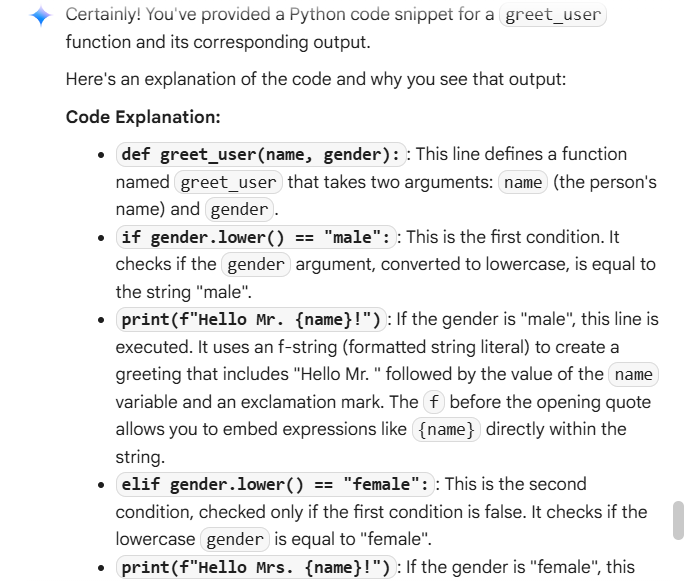 Certainly! You've provided a Python code snippet for a greet_user
function and its corresponding output.
Here's an explanation of the code and why you see that output:
Code Explanation:
• def greet_user(name, gender): : This line defines a function
named greet_user that takes two arguments: name (the person's
name) and gender .
• if gender.lower() == "male": : This is the first condition. It
checks if the gender argument, converted to lowercase, is equal to
the string "male".
• print(f"Hello Mr. {name}!") : If the gender is "male", this line is
executed. It uses an f-string (formatted string literal) to create a
greeting that includes "Hello Mr. " followed by the value of the name
variable and an exclamation mark. The f before the opening quote
allows you to embed expressions like {name} directly within the
string.
• elif gender.lower() == "female": : This is the second
condition, checked only if the first condition is false. It checks if the
lowercase gender is equal to "female".
• print(f"Hello Mrs. {name}!") : If the gender is "female", this